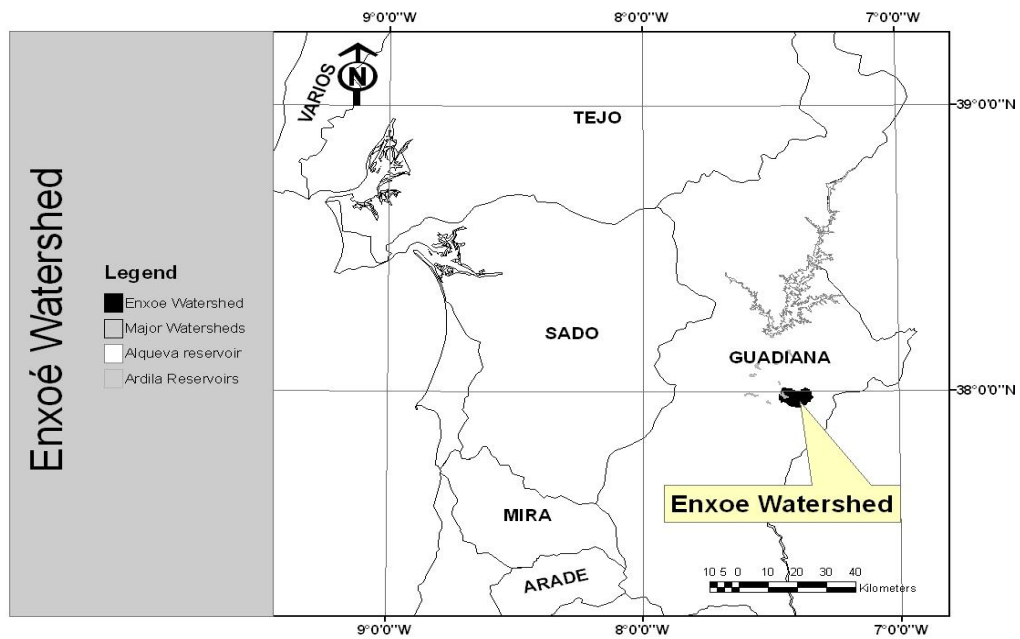 9°0'0"W 8°0'0"W 7°0'0"W
Enxoé Watershed
N
VARIOS
TEJO
39°0'0"N
Legend
Enxoe Watershed
Major Watersheds
Alqueva reservoir
Ardila Reservoirs
SADO
GUADIANA
38°0'0"N
Enxoe Watershed
MIRA
ARADE
10 5 0 10 20 30 40
Kilometers
9°0'0"W 8°0'0"W 7°0'0"W